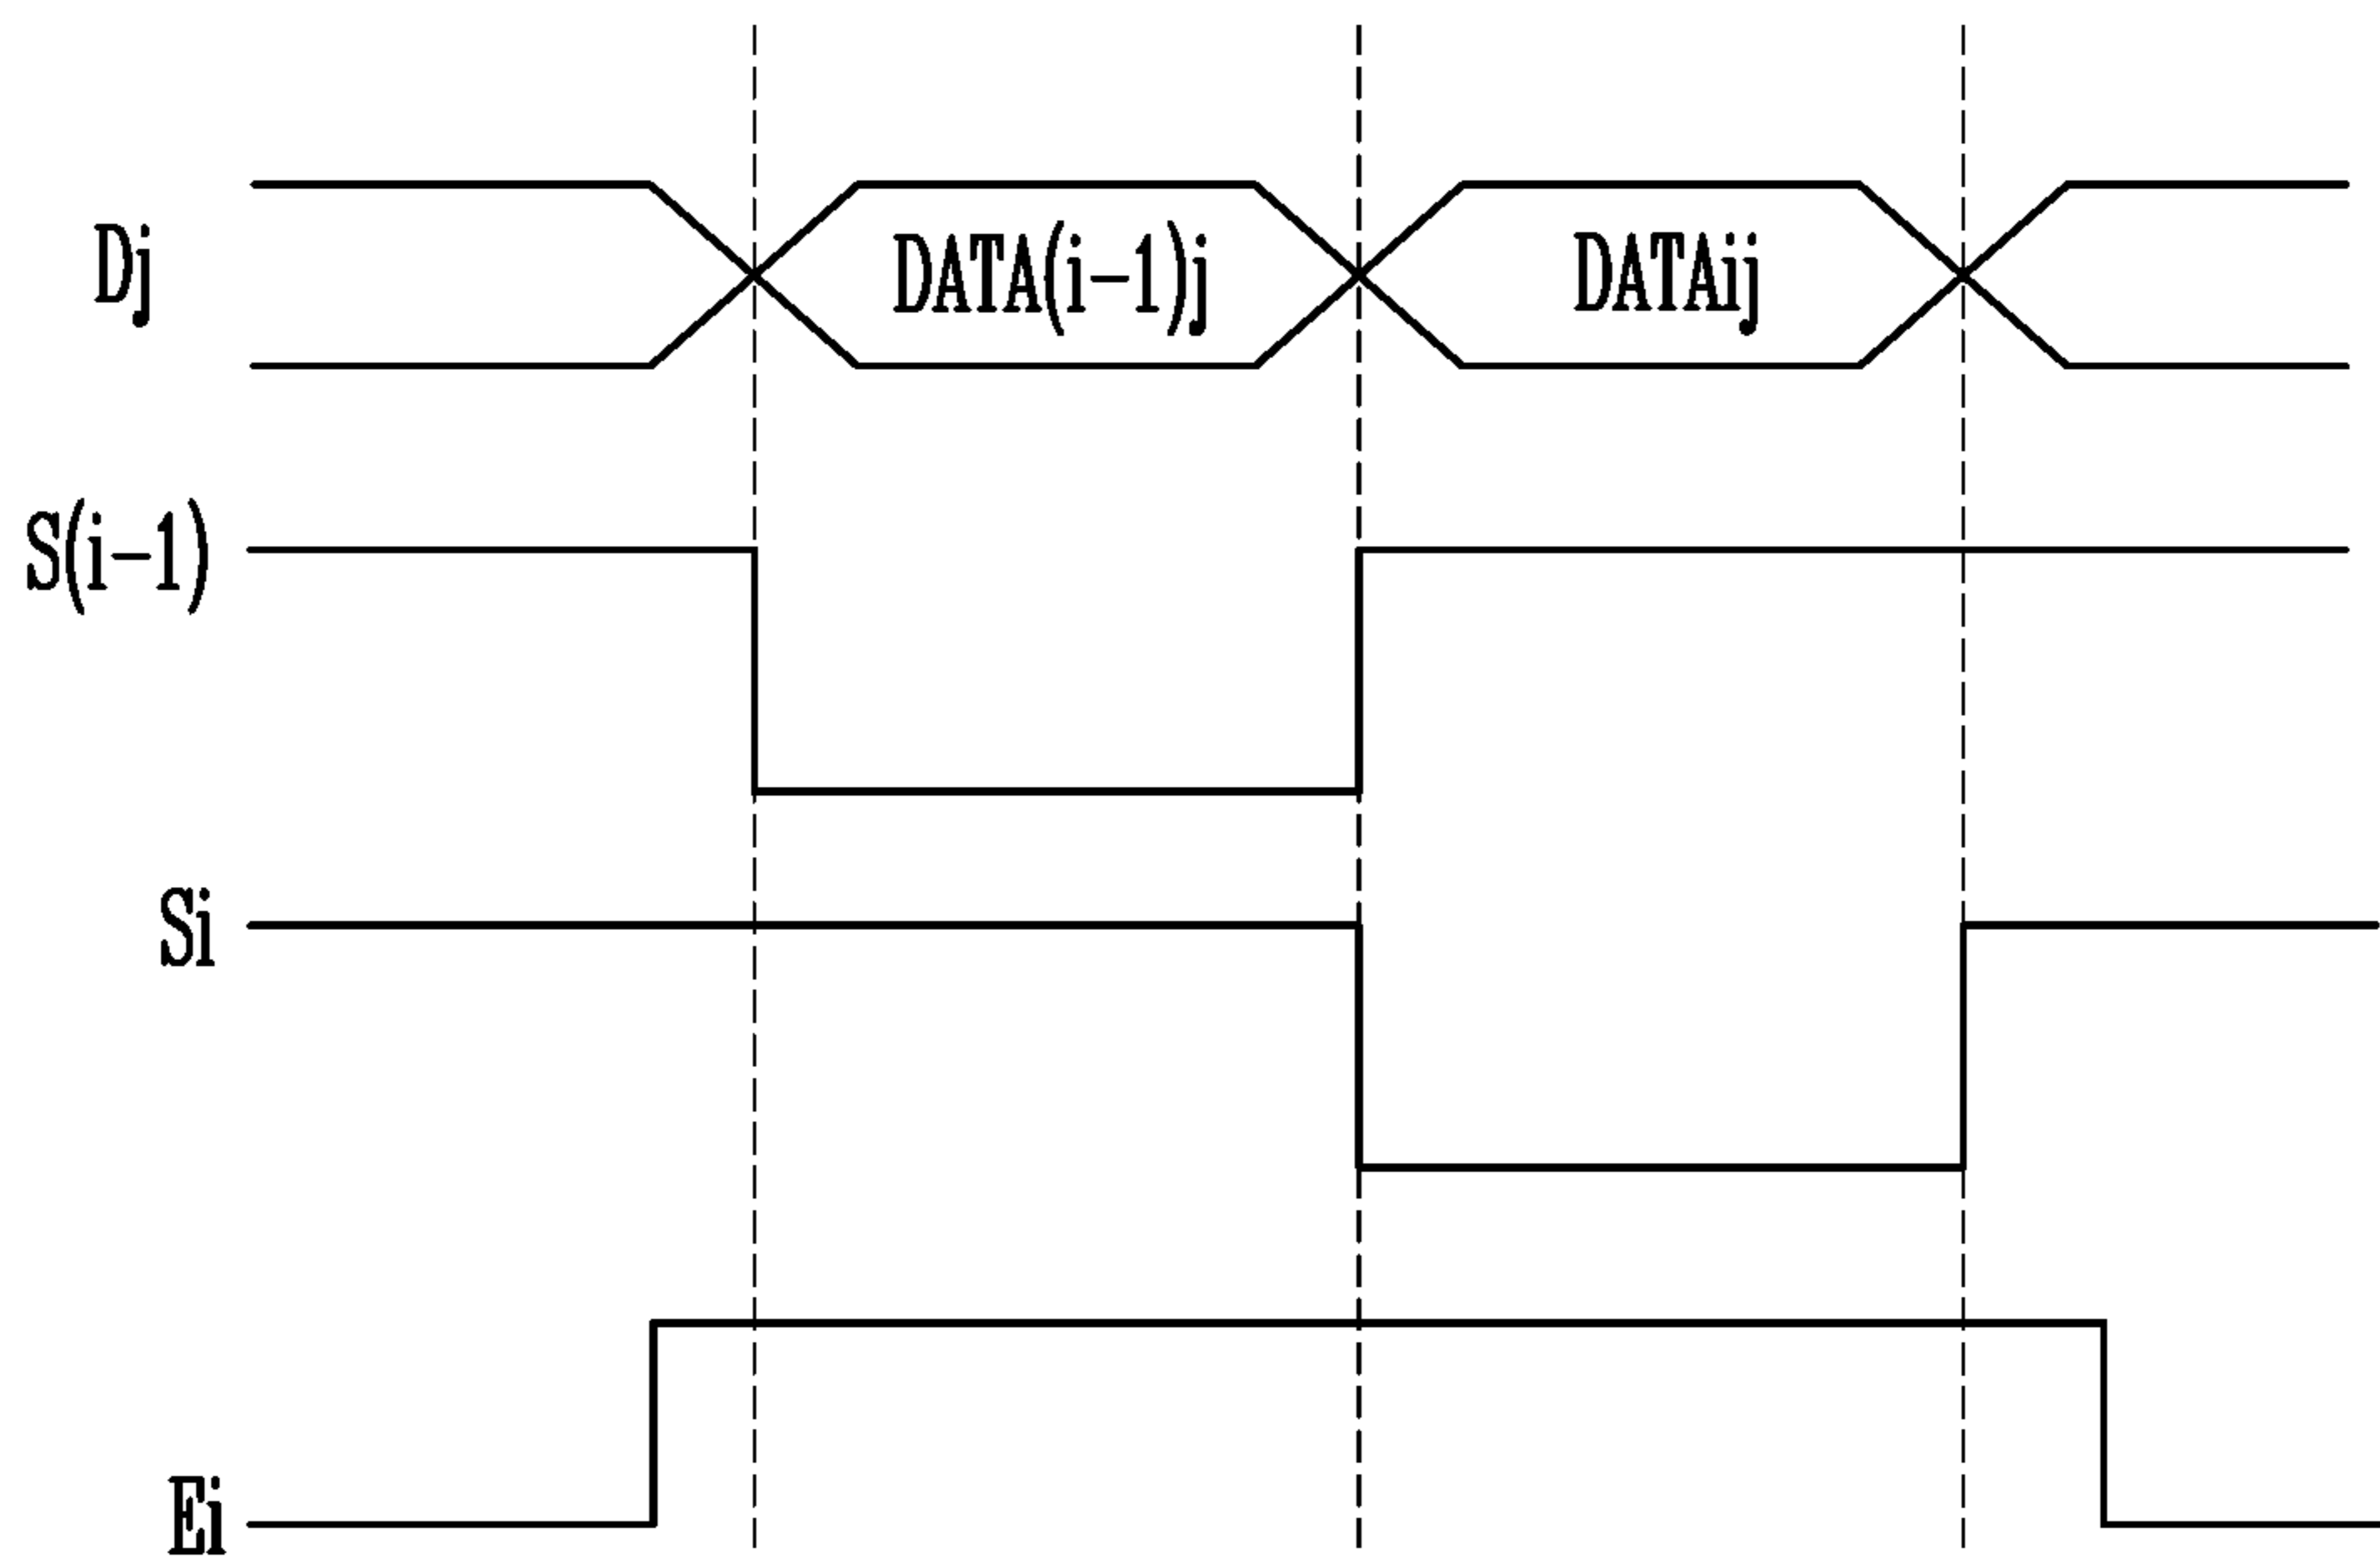 Dj
DATA(i-1)j
DATAij
S(i-1)
Si
Ei